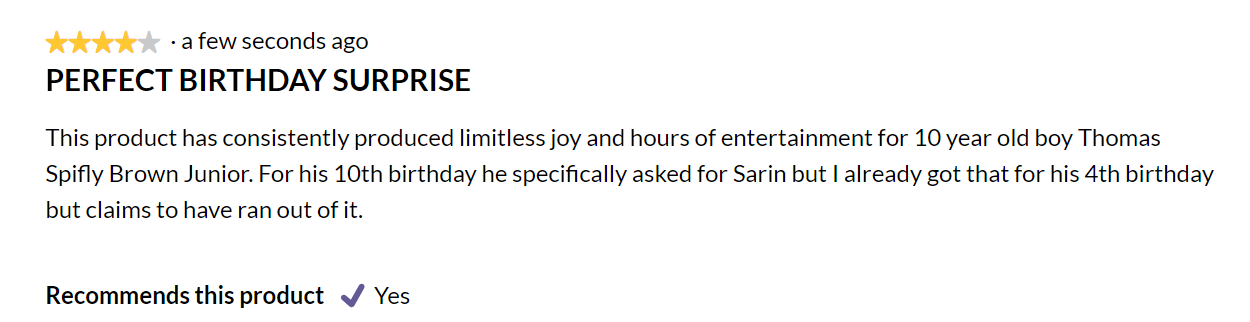 · a few seconds ago
PERFECT BIRTHDAY SURPRISE
This product has consistently produced limitless joy and hours of entertainment for 10 year old boy Thomas
Spifly Brown Junior. For his 10th birthday he specifically asked for Sarin but I already got that for his 4th birthday
but claims to have ran out of it.
Recommends this product ✔ Yes